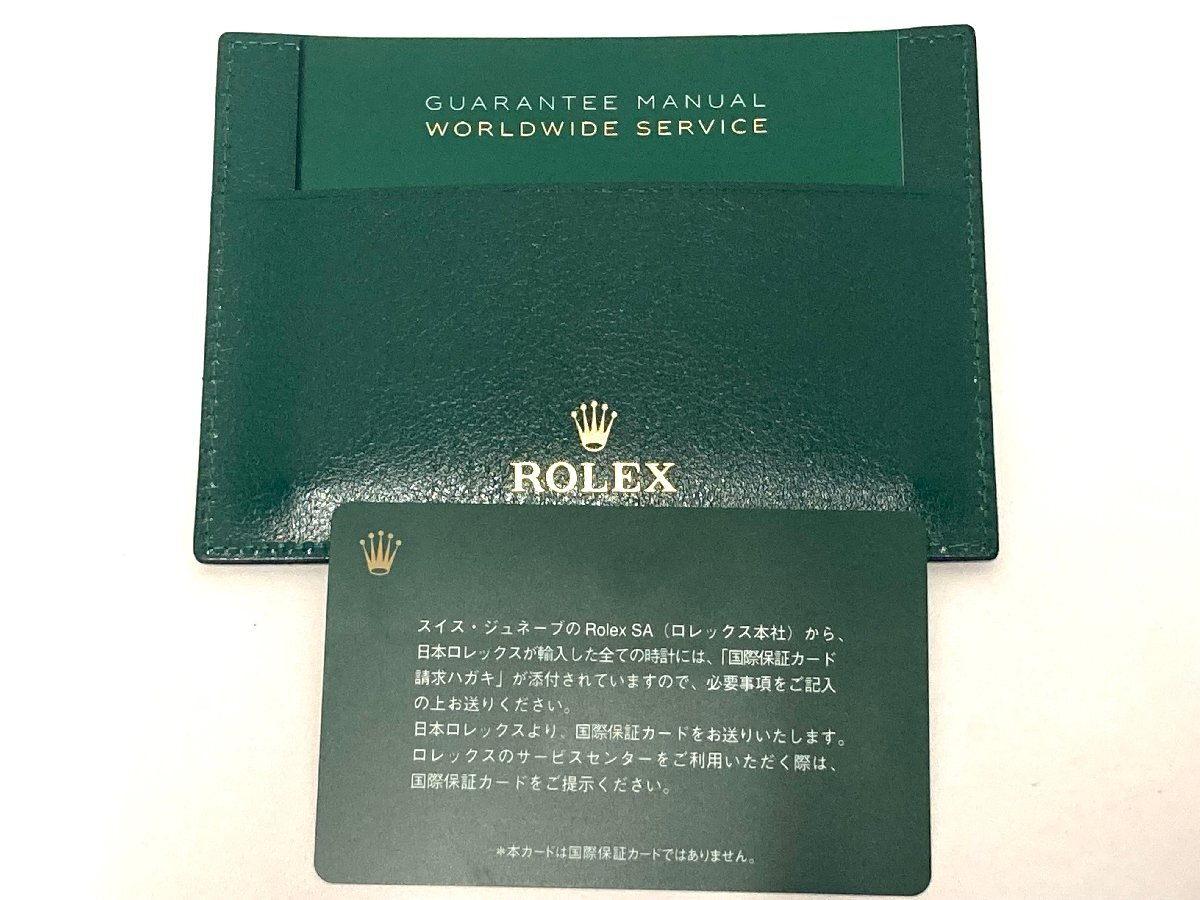 GUARANTEE MANUAL
WORLDWIDE SERVICE
ROLEX
スイス・ジュネーブのRolex SA（ロレックス本社）から、
日本ロレックスが輸入した全ての時計には、「国際保証カード
請求ハガキ」が添付されていますので、必要事項をご記入
の上お送りください。
日本ロレックスより、国際保証カードをお送りいたします。
ロレックスのサービスセンターをご利用いただく際は、
国際保証カードをご提示ください。
＊本カードは国際保証カードではありません。